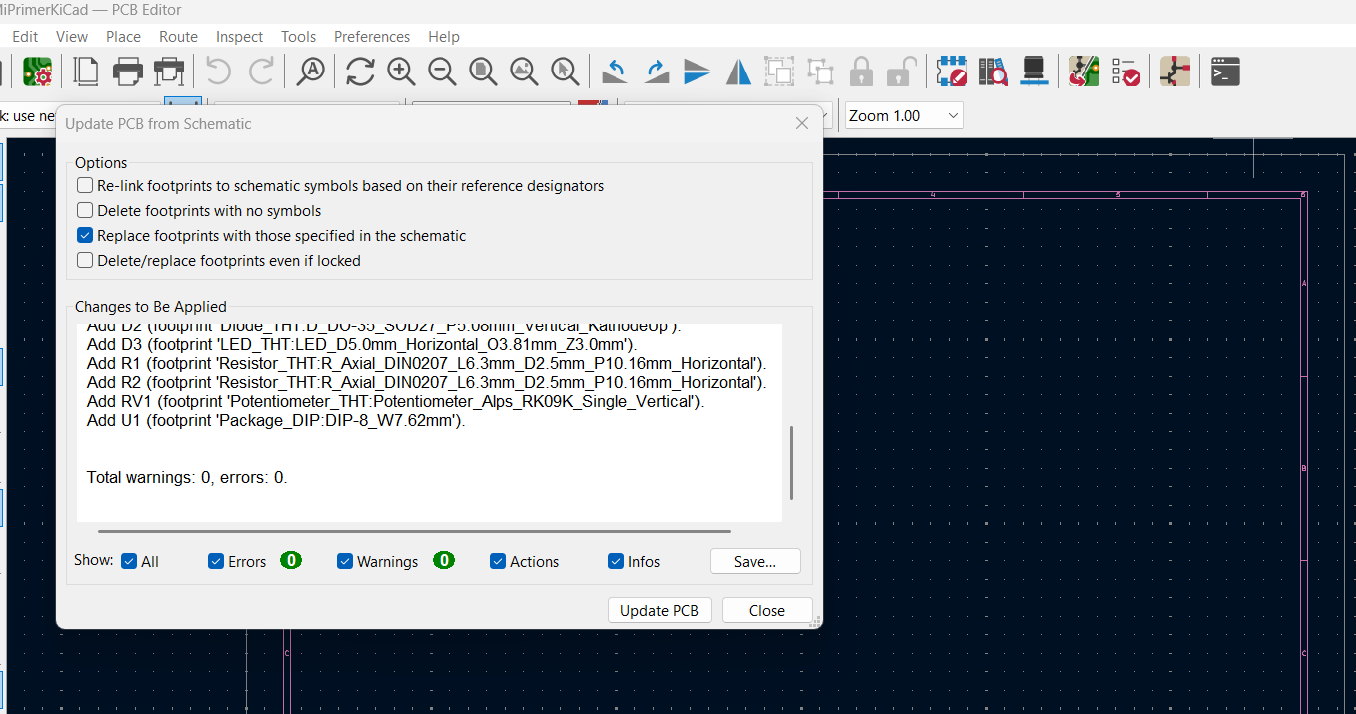 MiPrimerKiCad — PCB Editor
Edit View Place Route Inspect Tools Preferences Help
k: use ne
Zoom 1.00
Update PCB from Schematic
Options
Re-link footprints to schematic symbols based on their reference designators
Delete footprints with no symbols
Replace footprints with those specified in the schematic
Delete/replace footprints even if locked
Changes to Be Applied
Add D2 (footprint 'Diode_THT:D_DO-35_SOD27_P5.08mm_Vertical_KathodeUp').
Add D3 (footprint 'LED_THT:LED_D5.0mm_Horizontal_O3.81mm_Z3.0mm').
Add R1 (footprint 'Resistor_THT:R_Axial_DIN0207_L6.3mm_D2.5mm_P10.16mm_Horizontal').
Add R2 (footprint 'Resistor_THT:R_Axial_DIN0207_L6.3mm_D2.5mm_P10.16mm_Horizontal').
Add RV1 (footprint 'Potentiometer_THT:Potentiometer_Alps_RK09K_Single_Vertical').
Add U1 (footprint 'Package_DIP:DIP-8_W7.62mm').
Total warnings: 0, errors: 0.
Show: All Errors 0 Warnings 0 Actions Infos Save...
Update PCB Close
4 5 6
A
B
C C